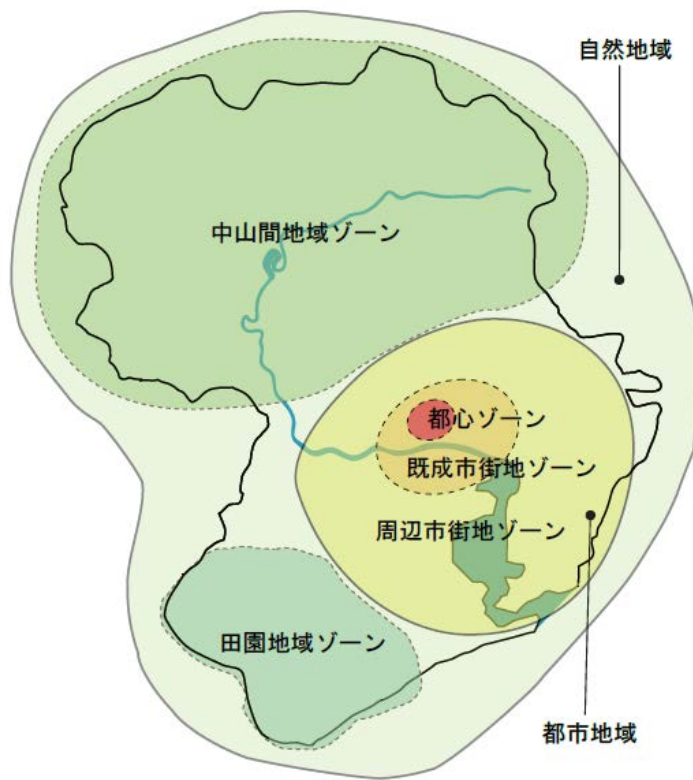 自然地域
中山間地域ゾーン
都心ゾーン
既成市街地ゾーン
周辺市街地ゾーン
田園地域ゾーン
都市地域